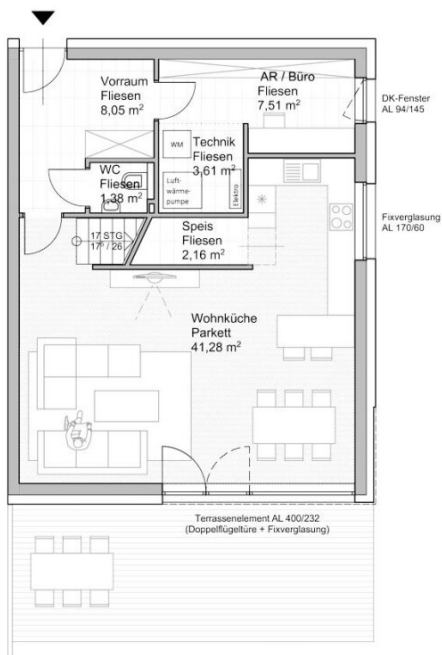 Vorraum
Fliesen
8,05 m²
AR / Büro
Fliesen
7,51 m²
DK-Fenster
AL 94/145
WM
Technik
Fliesen
3,61 m²
WC
Fliesen
1,38 m²
Luft-
wärme-
pumpe
Elektro
Fixverglasung
AL 170/60
17 STG
17⁵ / 26
Speis
Fliesen
2,16 m²
Wohnküche
Parkett
41,28 m²
Terrassenelement AL 400/232
(Doppelflügeltüre + Fixverglasung)